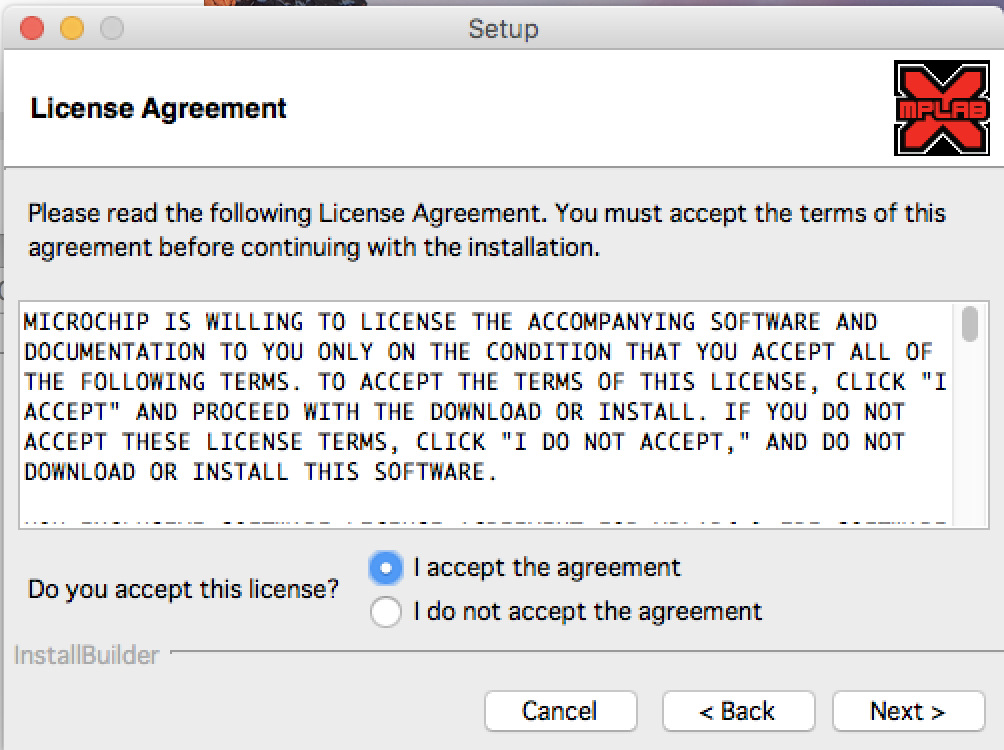 Setup
License Agreement
MPLAB
Please read the following License Agreement. You must accept the terms of this
agreement before continuing with the installation.
MICROCHIP IS WILLING TO LICENSE THE ACCOMPANYING SOFTWARE AND
DOCUMENTATION TO YOU ONLY ON THE CONDITION THAT YOU ACCEPT ALL OF
THE FOLLOWING TERMS. TO ACCEPT THE TERMS OF THIS LICENSE, CLICK "I
ACCEPT" AND PROCEED WITH THE DOWNLOAD OR INSTALL. IF YOU DO NOT
ACCEPT THESE LICENSE TERMS, CLICK "I DO NOT ACCEPT," AND DO NOT
DOWNLOAD OR INSTALL THIS SOFTWARE.
Do you accept this license?
I accept the agreement
I do not accept the agreement
InstallBuilder
Cancel
< Back
Next >